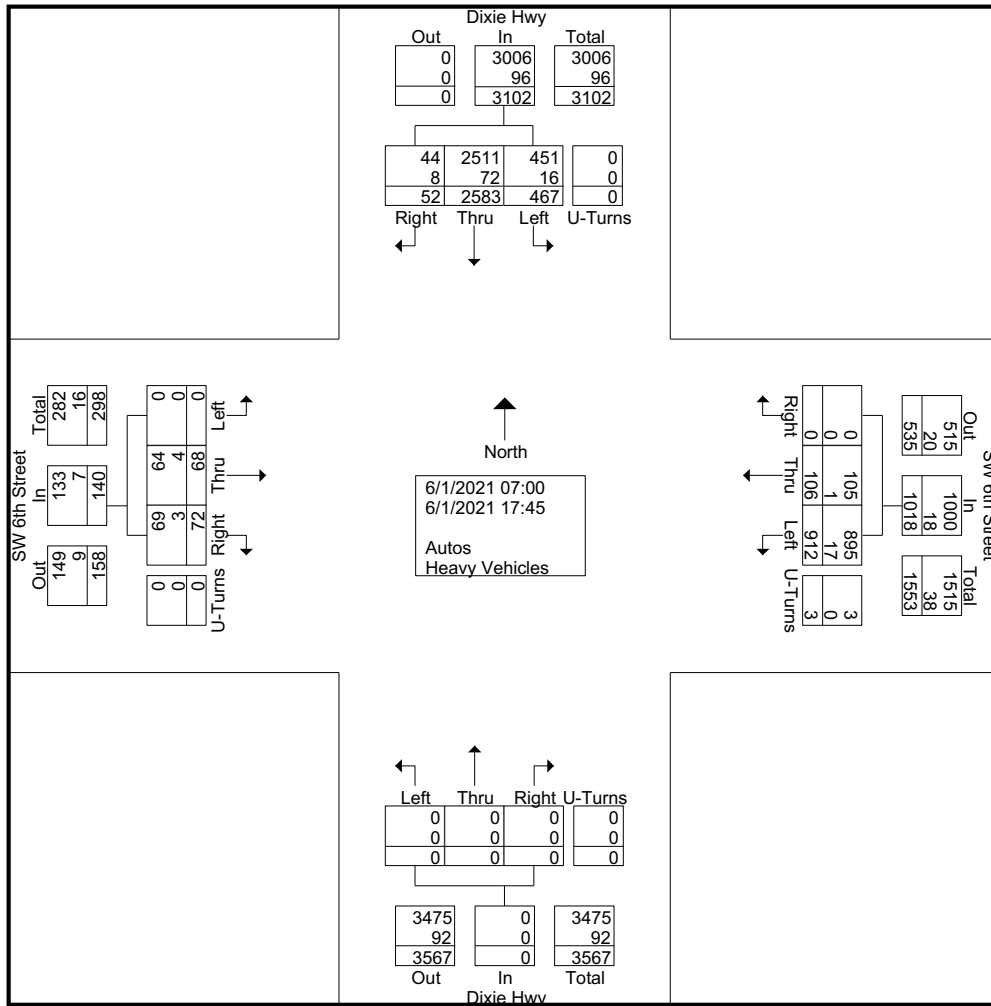 Dixie Hwy
Out In Total
0 3006 3006
0 96 96
0 3102 3102
44 2511 451 0
8 72 16 0
52 2583 467 0
Right Thru Left U-Turns
SW 6th Street
Total In Out
282 133 149
16 7 9
298 140 158
0 64 69 0
0 4 3 0
0 68 72 0
Left Thru Right U-Turns
North
6/1/2021 07:00
6/1/2021 17:45
Autos
Heavy Vehicles
SW 6th Street
Out In Total
515 1000 1515
20 18 38
535 1018 1553
0 105 895 3
0 1 17 0
0 106 912 3
Right Thru Left U-Turns
Left Thru Right U-Turns
0 0 0 0
0 0 0 0
0 0 0 0
3475 0 3475
92 0 92
3567 0 3567
Out In Total
Dixie Hwy